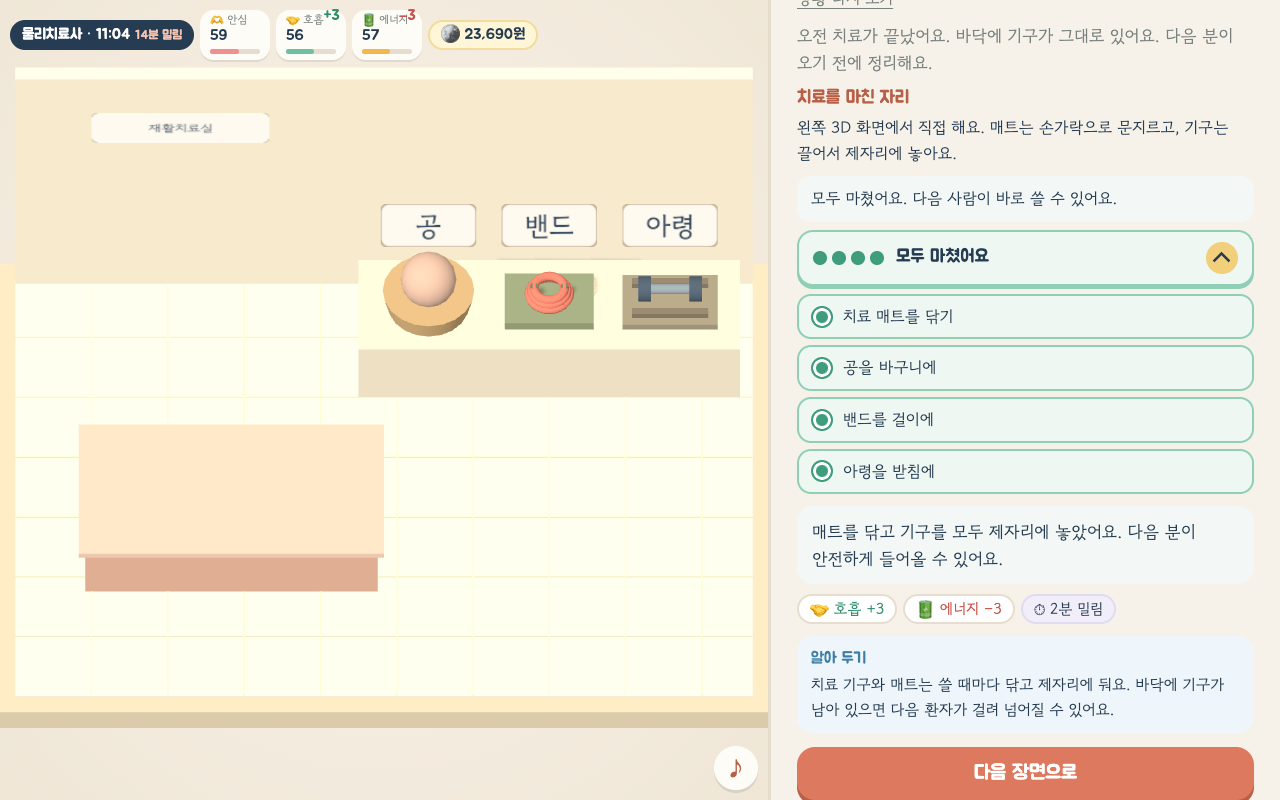 물리치료사 · 11:04 14분 밀림
안심
59
호흡 +3
56
에너지 3
57
23,690원
재활치료실
공
밴드
아령
오전 치료가 끝났어요. 바닥에 기구가 그대로 있어요. 다음 분이
오기 전에 정리해요.
치료를 마친 자리
왼쪽 3D 화면에서 직접 해요. 매트는 손가락으로 문지르고, 기구는
끌어서 제자리에 놓아요.
모두 마쳤어요. 다음 사람이 바로 쓸 수 있어요.
모두 마쳤어요
치료 매트를 닦기
공을 바구니에
밴드를 걸이에
아령을 받침에
매트를 닦고 기구를 모두 제자리에 놓았어요. 다음 분이
안전하게 들어올 수 있어요.
호흡 +3
에너지 −3
2분 밀림
알아 두기
치료 기구와 매트는 쓸 때마다 닦고 제자리에 둬요. 바닥에 기구가
남아 있으면 다음 환자가 걸려 넘어질 수 있어요.
다음 장면으로